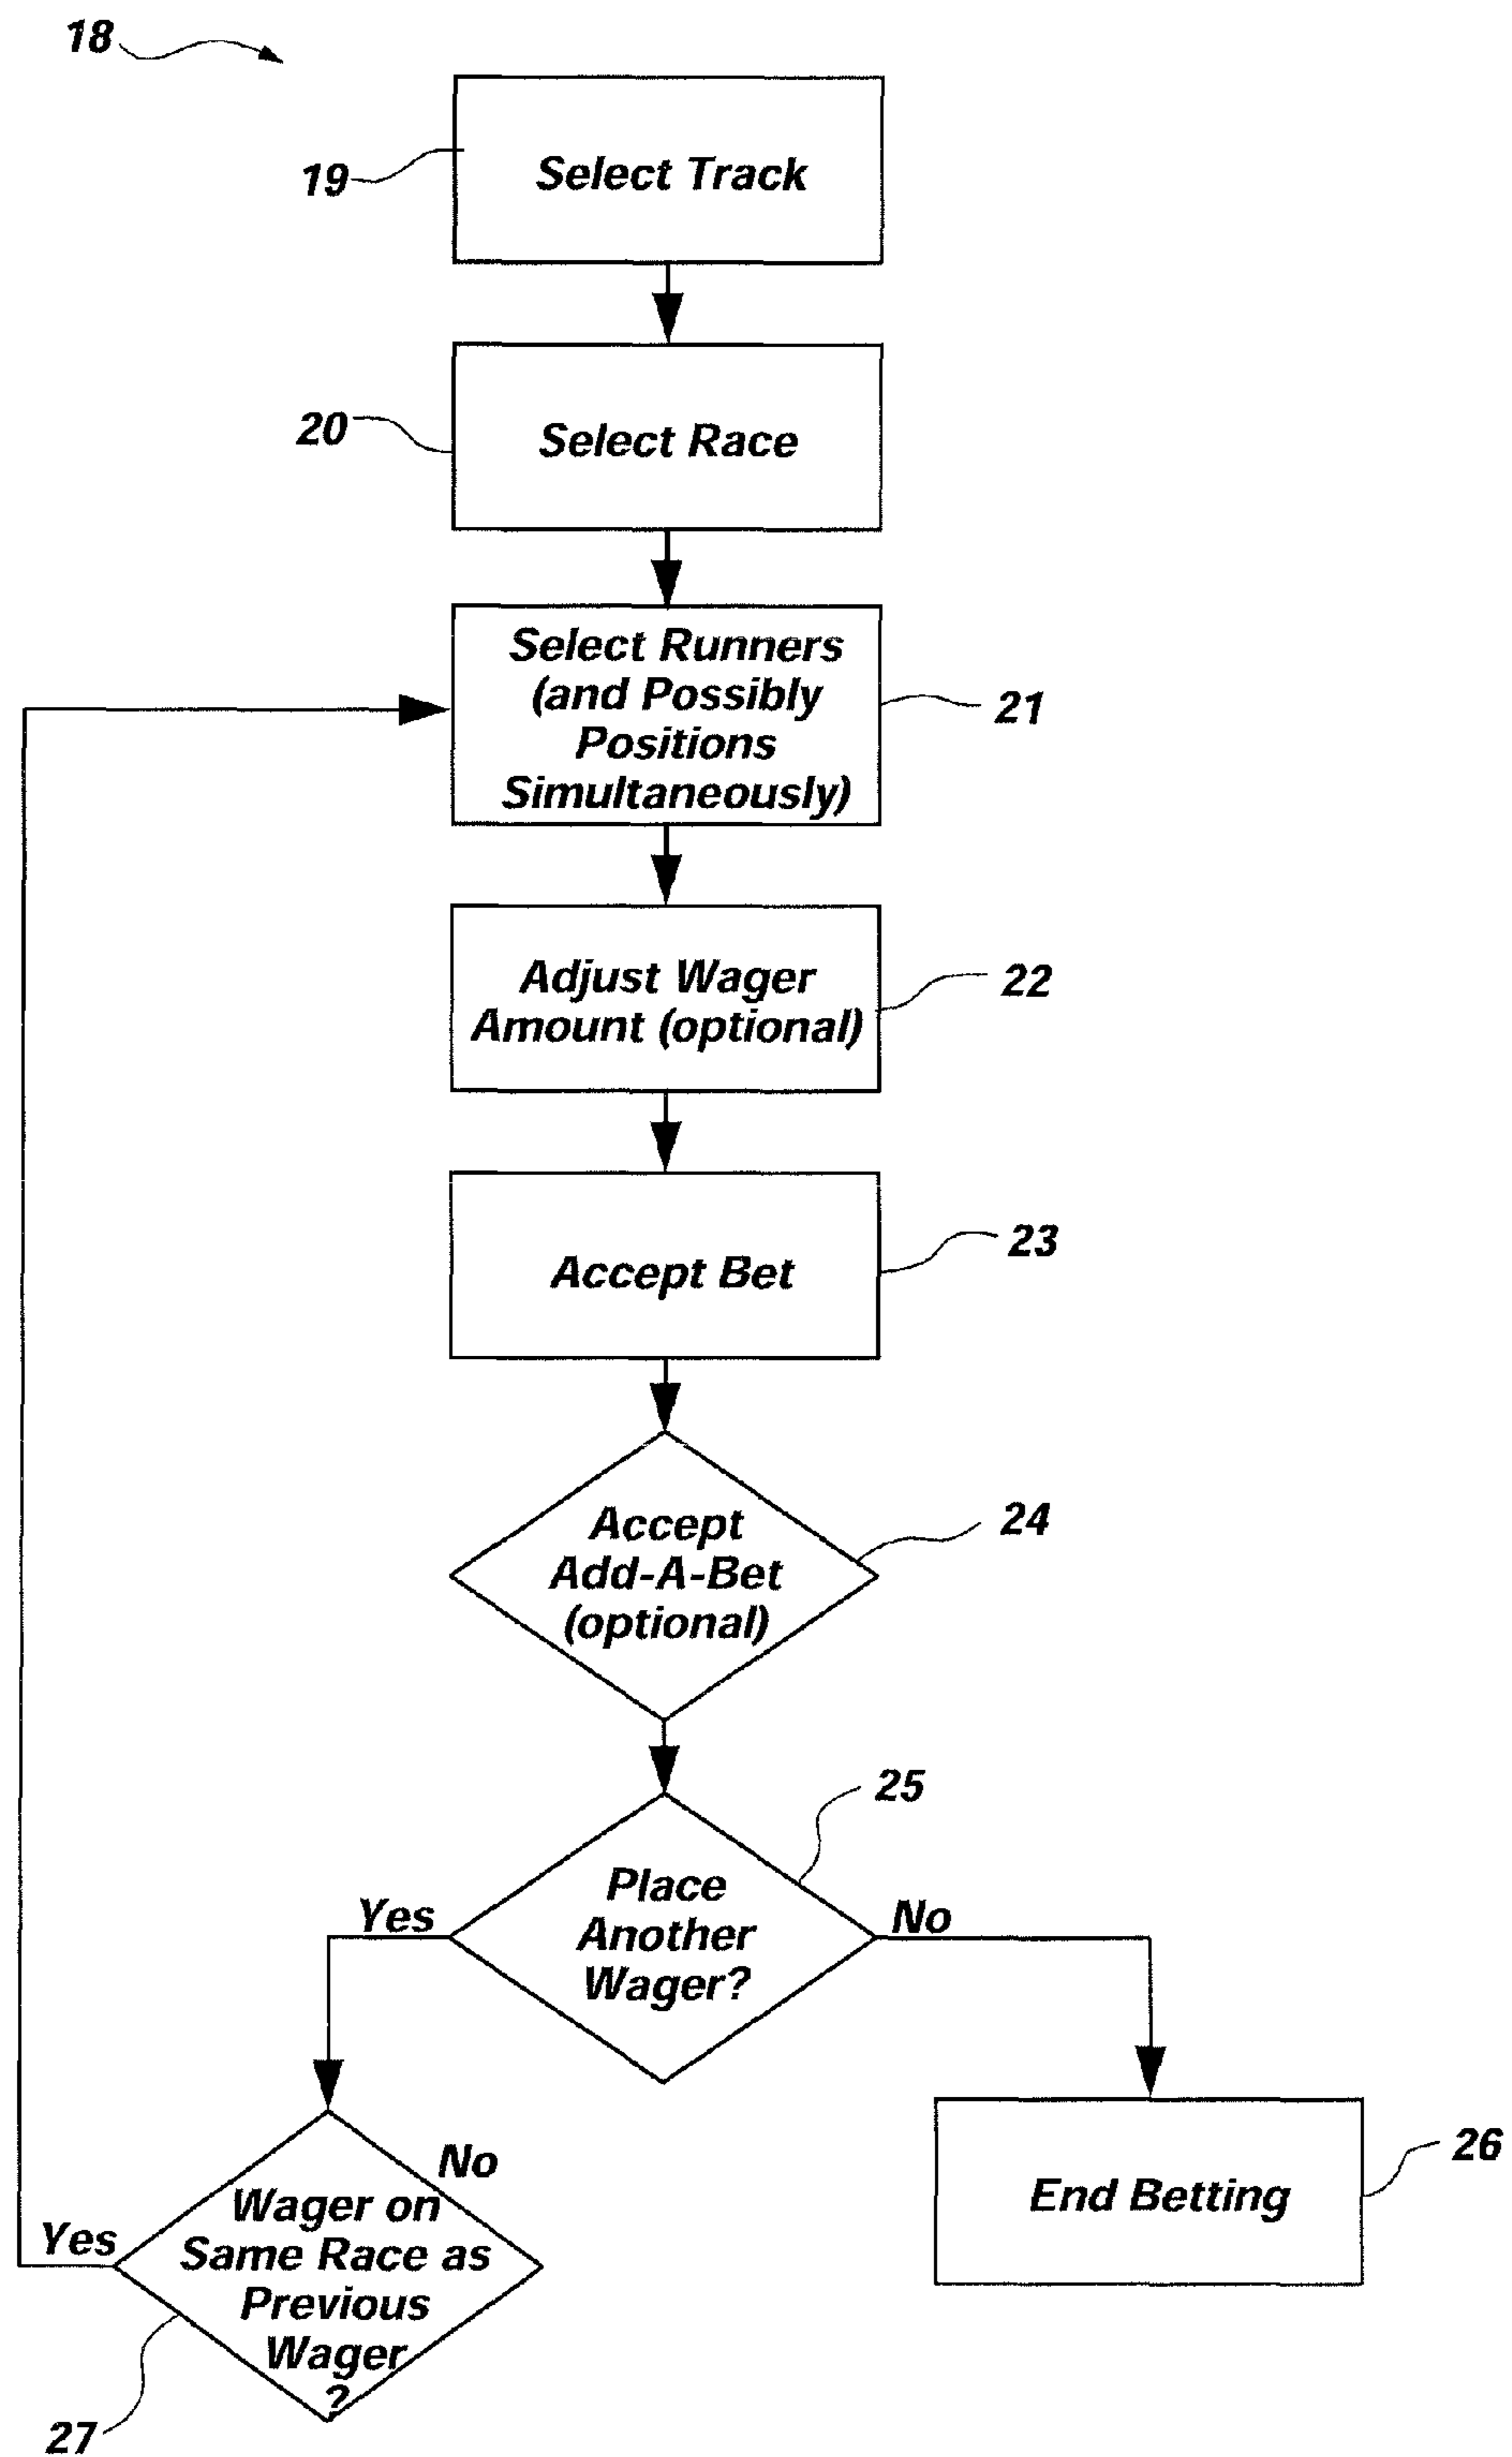 18
19
Select Track
20
Select Race
Select Runners
(and Possibly
Positions
Simultaneously)
21
Adjust Wager
Amount (optional)
22
Accept Bet
23
Accept
Add-A-Bet
(optional)
24
25
Place
Another
Wager?
Yes
No
No
Wager on
Same Race as
Previous
Wager
?
Yes
27
End Betting
26